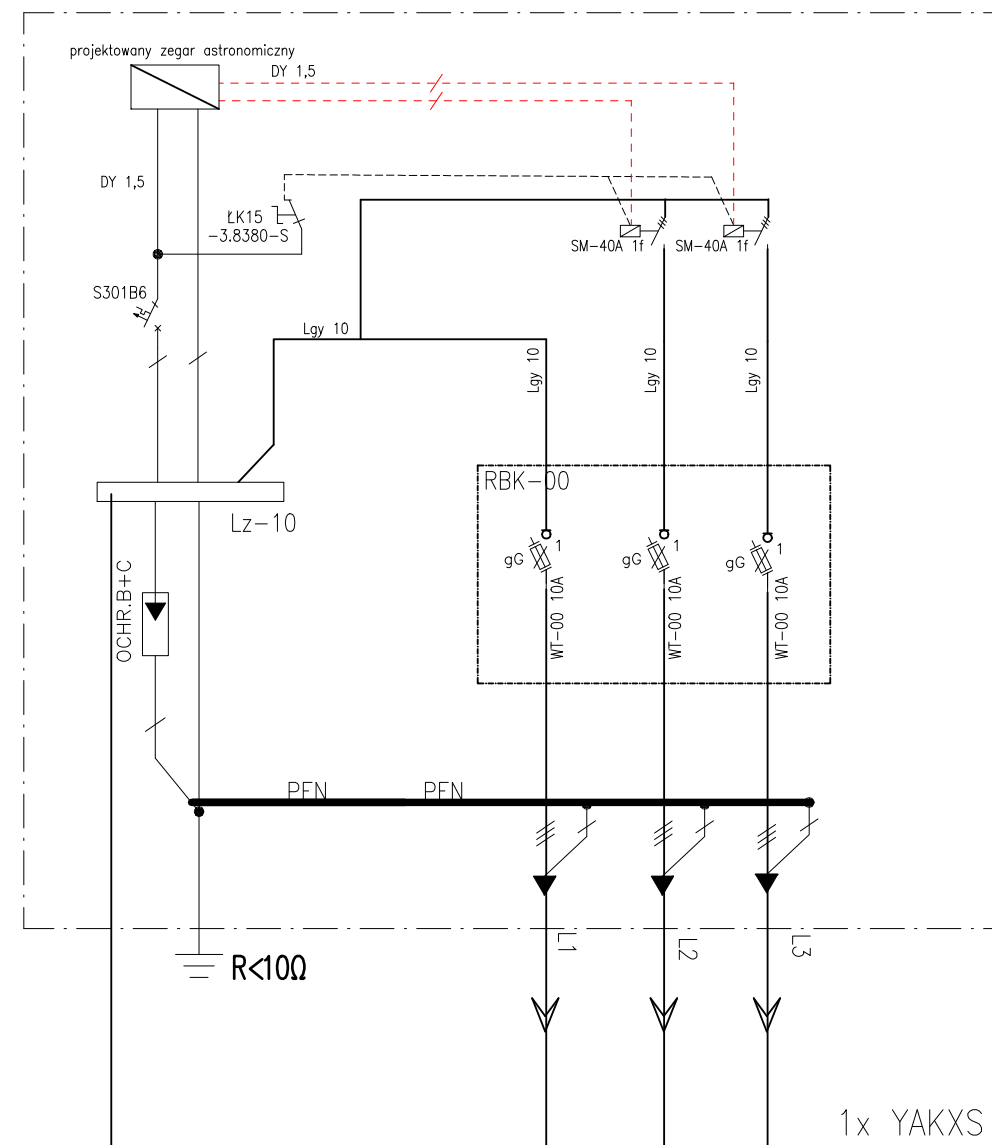 projektowany zegar astronomiczny
DY 1,5
DY 1,5
ŁK15
-3.8380-S
SM-40A 1f
SM-40A 1f
S301B6
Lgy 10
Lgy 10
Lgy 10
Lgy 10
RBK-00
Lz-10
gG
1
gG
1
gG
1
OCHR.B+C
WT-00 10A
WT-00 10A
WT-00 10A
PEN
PEN
L1
L2
L3
R<10Ω
1x YAKXS